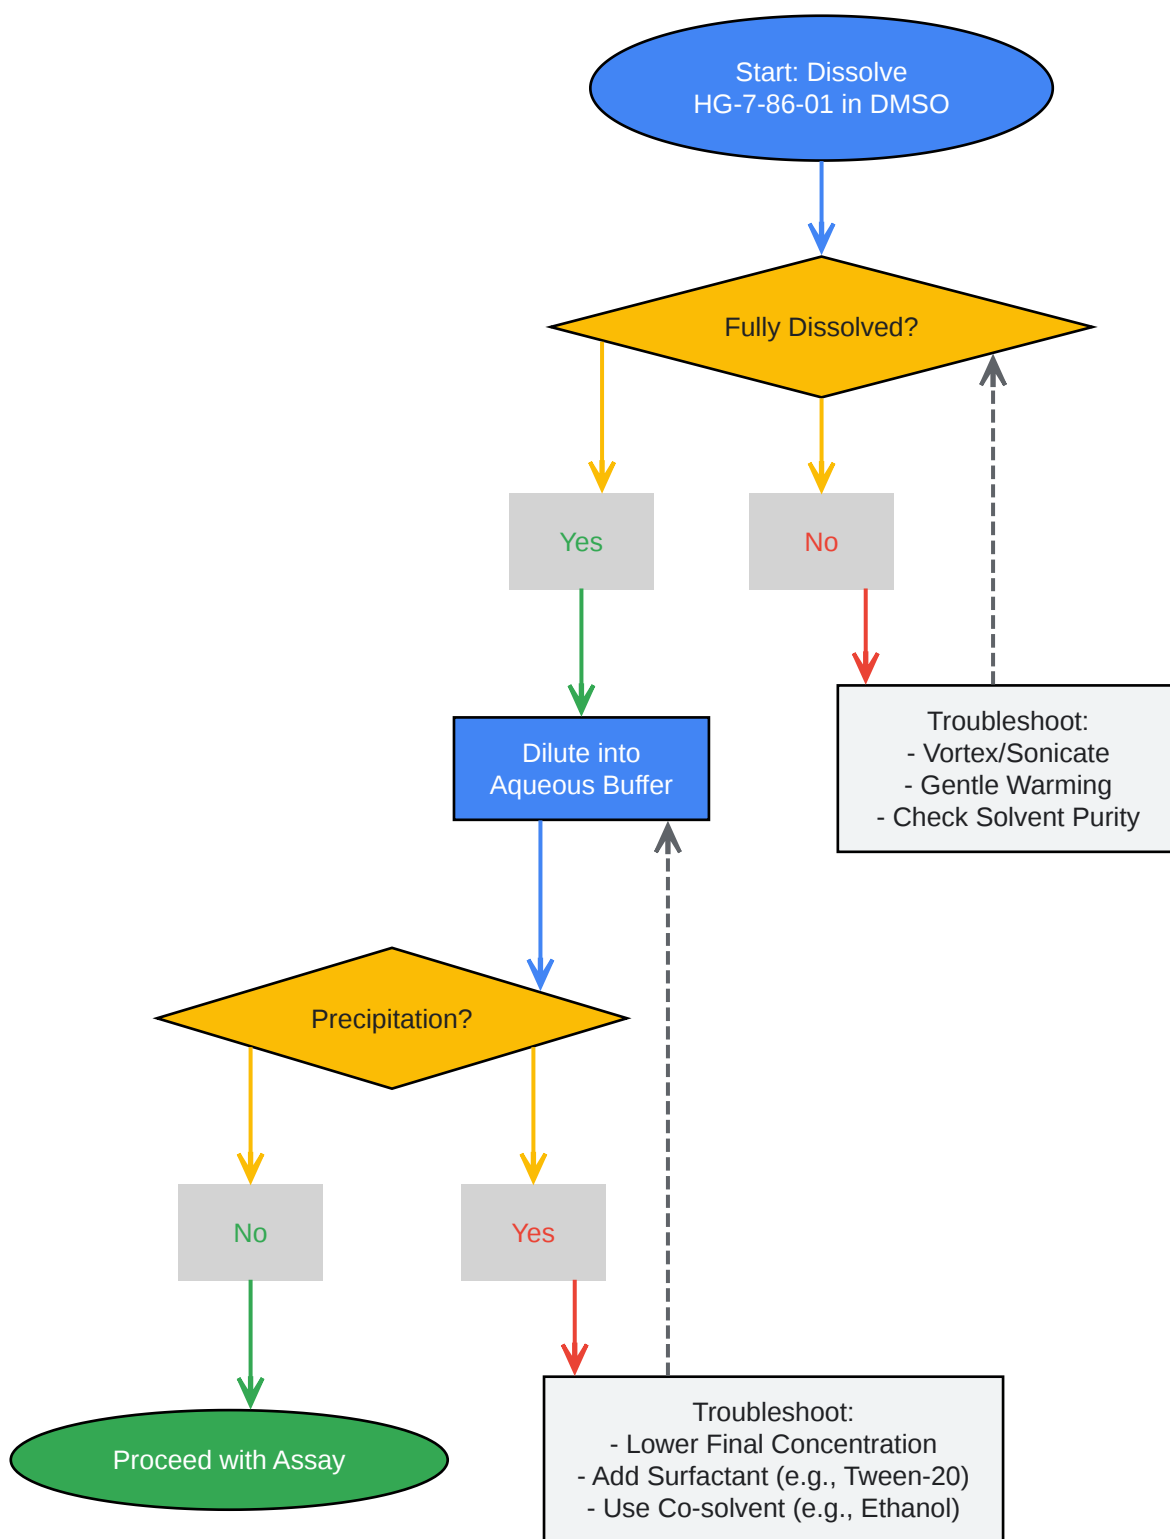 Start: Dissolve
HG-7-86-01 in DMSO
Fully Dissolved?
Yes
No
Troubleshoot:
- Vortex/Sonicate
- Gentle Warming
- Check Solvent Purity
Dilute into
Aqueous Buffer
Precipitation?
No
Yes
Proceed with Assay
Troubleshoot:
- Lower Final Concentration
- Add Surfactant (e.g., Tween-20)
- Use Co-solvent (e.g., Ethanol)